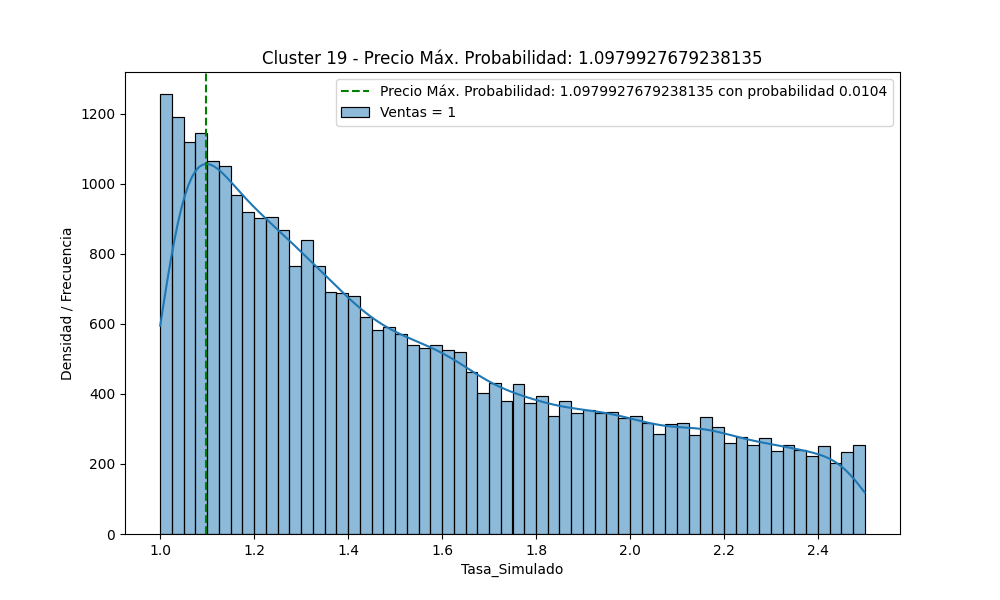 Cluster 19 - Precio Máx. Probabilidad: 1.0979927679238135
Precio Máx. Probabilidad: 1.0979927679238135 con probabilidad 0.0104
Ventas = 1
Densidad / Frecuencia
1200
1000
800
600
400
200
0
1.0 1.2 1.4 1.6 1.8 2.0 2.2 2.4
Tasa_Simulado